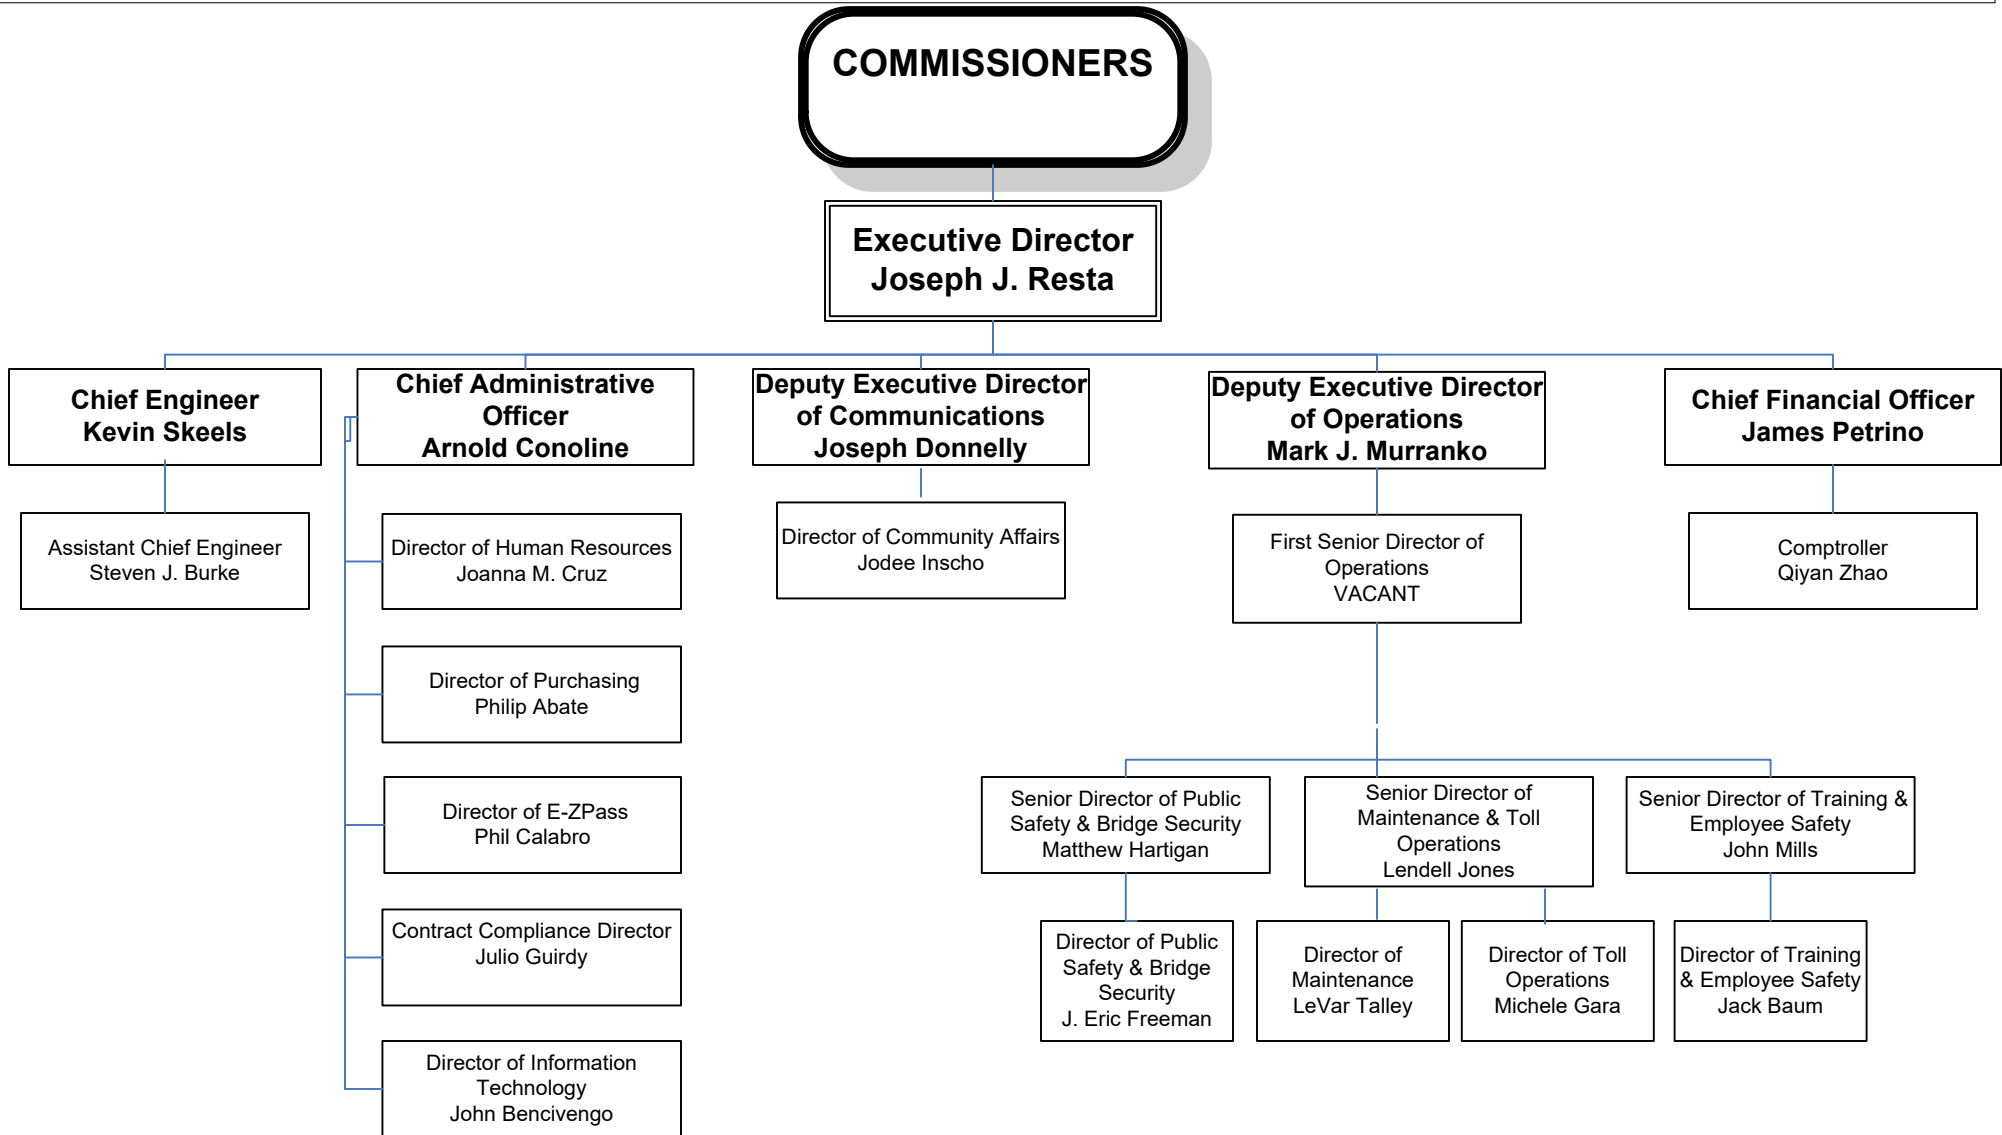 COMMISSIONERS
Executive Director
Joseph J. Resta
Chief Engineer
Kevin Skeels
Chief Administrative
Officer
Arnold Conoline
Deputy Executive Director
of Communications
Joseph Donnelly
Deputy Executive Director
of Operations
Mark J. Murranko
Chief Financial Officer
James Petrino
Assistant Chief Engineer
Steven J. Burke
Director of Human Resources
Joanna M. Cruz
Director of Community Affairs
Jodee Inscho
First Senior Director of
Operations
VACANT
Comptroller
Qiyan Zhao
Director of Purchasing
Philip Abate
Director of E-ZPass
Phil Calabro
Senior Director of Public
Safety & Bridge Security
Matthew Hartigan
Senior Director of
Maintenance & Toll
Operations
Lendell Jones
Senior Director of Training &
Employee Safety
John Mills
Contract Compliance Director
Julio Guirdy
Director of Public
Safety & Bridge
Security
J. Eric Freeman
Director of
Maintenance
LeVar Talley
Director of Toll
Operations
Michele Gara
Director of Training
& Employee Safety
Jack Baum
Director of Information
Technology
John Bencivengo